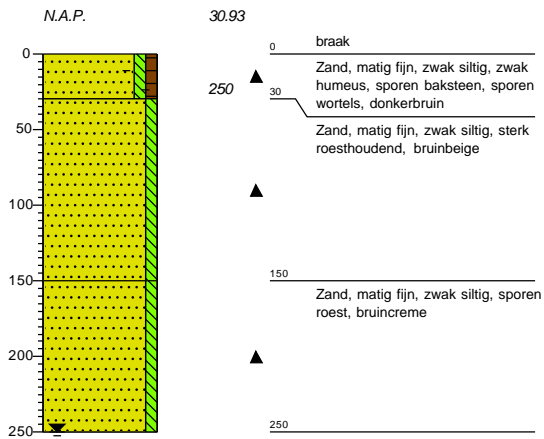 N.A.P. 30.93
0
50
100
150
200
250
250
0 braak
Zand, matig fijn, zwak siltig, zwak
humeus, sporen baksteen, sporen
wortels, donkerbruin
30
Zand, matig fijn, zwak siltig, sterk
roesthoudend, bruinbeige
150
Zand, matig fijn, zwak siltig, sporen
roest, bruincreme
250